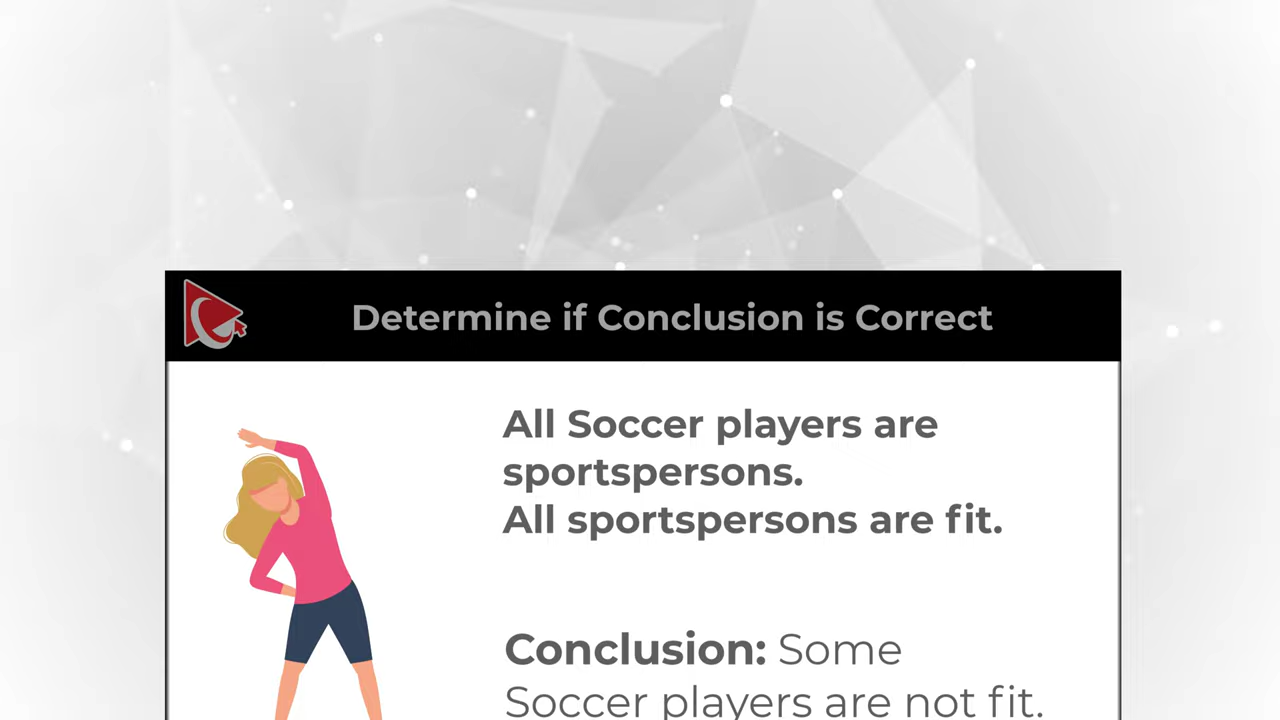 Determine if Conclusion is Correct
All Soccer players are
sportspersons.
All sportspersons are fit.
Conclusion: Some
Soccer players are not fit.